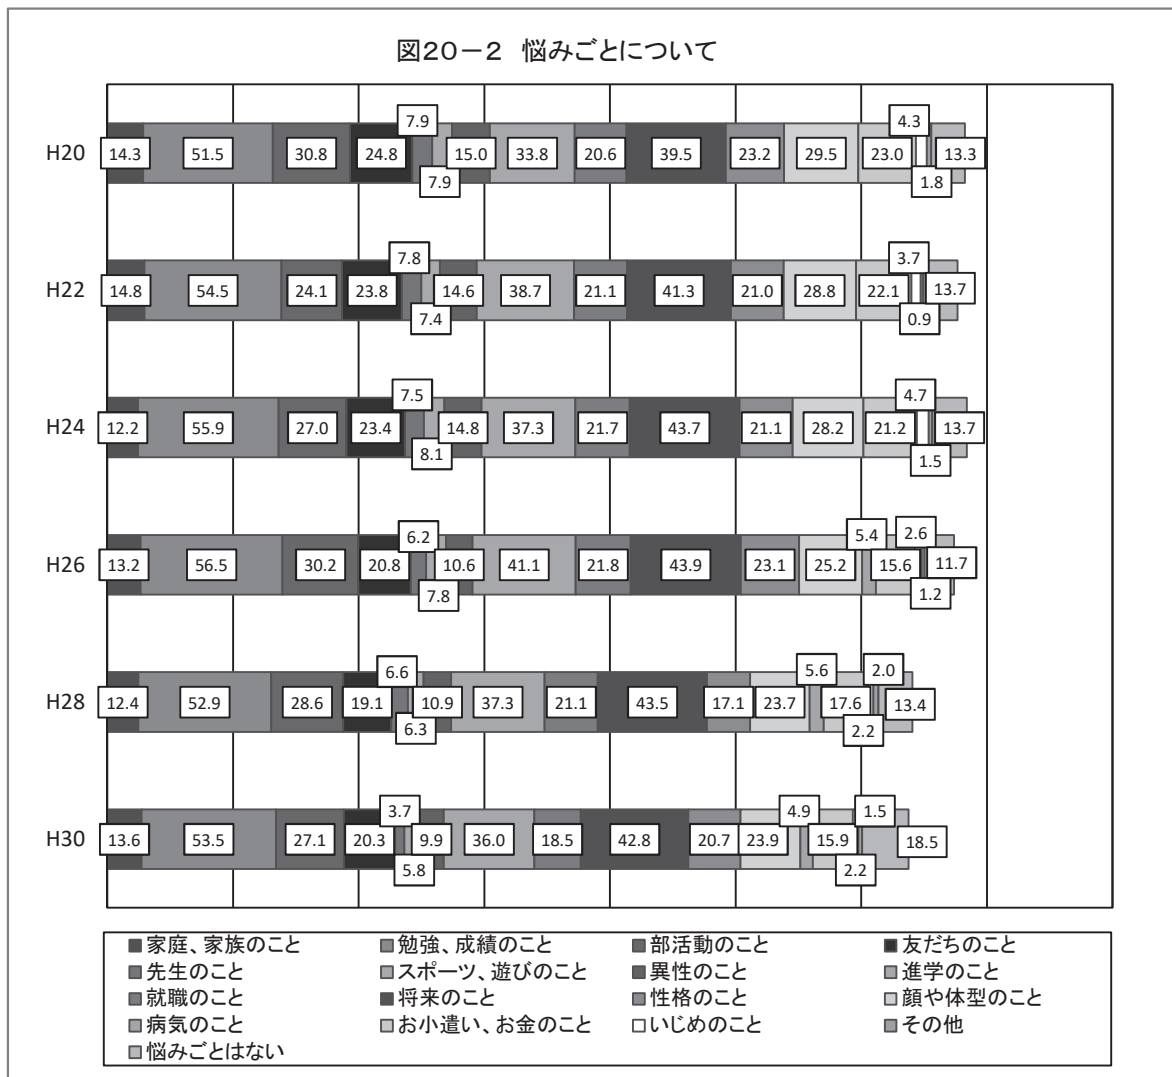 図20－2 悩みごとについて
H20 14.3 51.5 30.8 24.8 7.9 7.9 15.0 33.8 20.6 39.5 23.2 29.5 23.0 4.3 1.8 13.3
H22 14.8 54.5 24.1 23.8 7.8 7.4 14.6 38.7 21.1 41.3 21.0 28.8 22.1 3.7 0.9 13.7
H24 12.2 55.9 27.0 23.4 7.5 8.1 14.8 37.3 21.7 43.7 21.1 28.2 21.2 4.7 1.5 13.7
H26 13.2 56.5 30.2 20.8 6.2 7.8 10.6 41.1 21.8 43.9 23.1 25.2 5.4 15.6 2.6 1.2 11.7
H28 12.4 52.9 28.6 19.1 6.6 6.3 10.9 37.3 21.1 43.5 17.1 23.7 5.6 17.6 2.2 2.0 13.4
H30 13.6 53.5 27.1 20.3 3.7 5.8 9.9 36.0 18.5 42.8 20.7 23.9 4.9 15.9 2.2 1.5 18.5
家庭、家族のこと 勉強、成績のこと 部活動のこと 友だちのこと
先生のこと スポーツ、遊びのこと 異性のこと 進学のこと
就職のこと 将来のこと 性格のこと 顔や体型のこと
病気のこと お小遣い、お金のこと いじめのこと その他
悩みごとはない